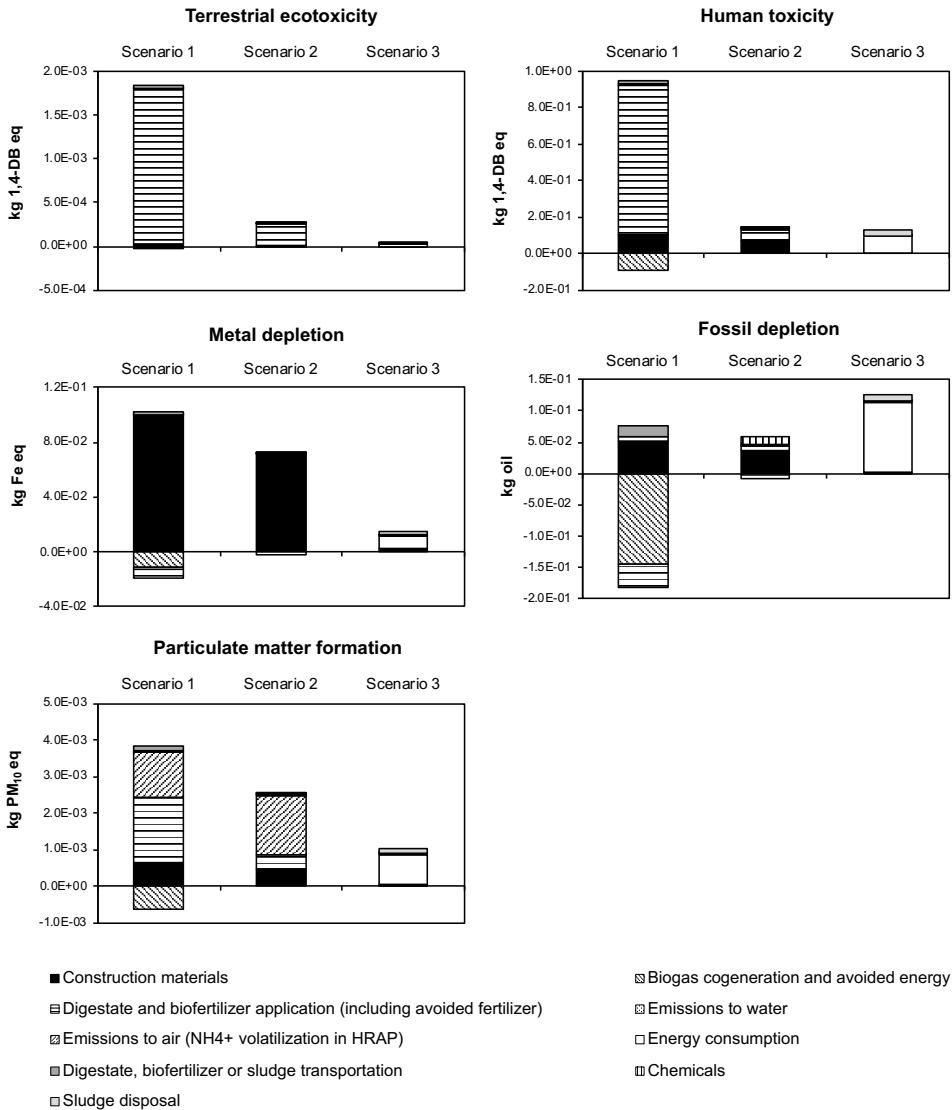 Terrestrial ecotoxicity
Scenario 1 Scenario 2 Scenario 3
kg 1,4-DB eq
2.0E-03
1.5E-03
1.0E-03
5.0E-04
0.0E+00
-5.0E-04
Human toxicity
Scenario 1 Scenario 2 Scenario 3
kg 1,4-DB eq
1.0E+00
8.0E-01
6.0E-01
4.0E-01
2.0E-01
0.0E+00
-2.0E-01
Metal depletion
Scenario 1 Scenario 2 Scenario 3
kg Fe eq
1.2E-01
8.0E-02
4.0E-02
0.0E+00
-4.0E-02
Fossil depletion
Scenario 1 Scenario 2 Scenario 3
kg oil
1.5E-01
1.0E-01
5.0E-02
0.0E+00
-5.0E-02
-1.0E-01
-1.5E-01
-2.0E-01
Particulate matter formation
Scenario 1 Scenario 2 Scenario 3
kg PM10 eq
5.0E-03
4.0E-03
3.0E-03
2.0E-03
1.0E-03
0.0E+00
-1.0E-03
Construction materials
Biogas cogeneration and avoided energy
Digestate and biofertilizer application (including avoided fertilizer)
Emissions to water
Emissions to air (NH4+ volatilization in HRAP)
Energy consumption
Digestate, biofertilizer or sludge transportation
Chemicals
Sludge disposal